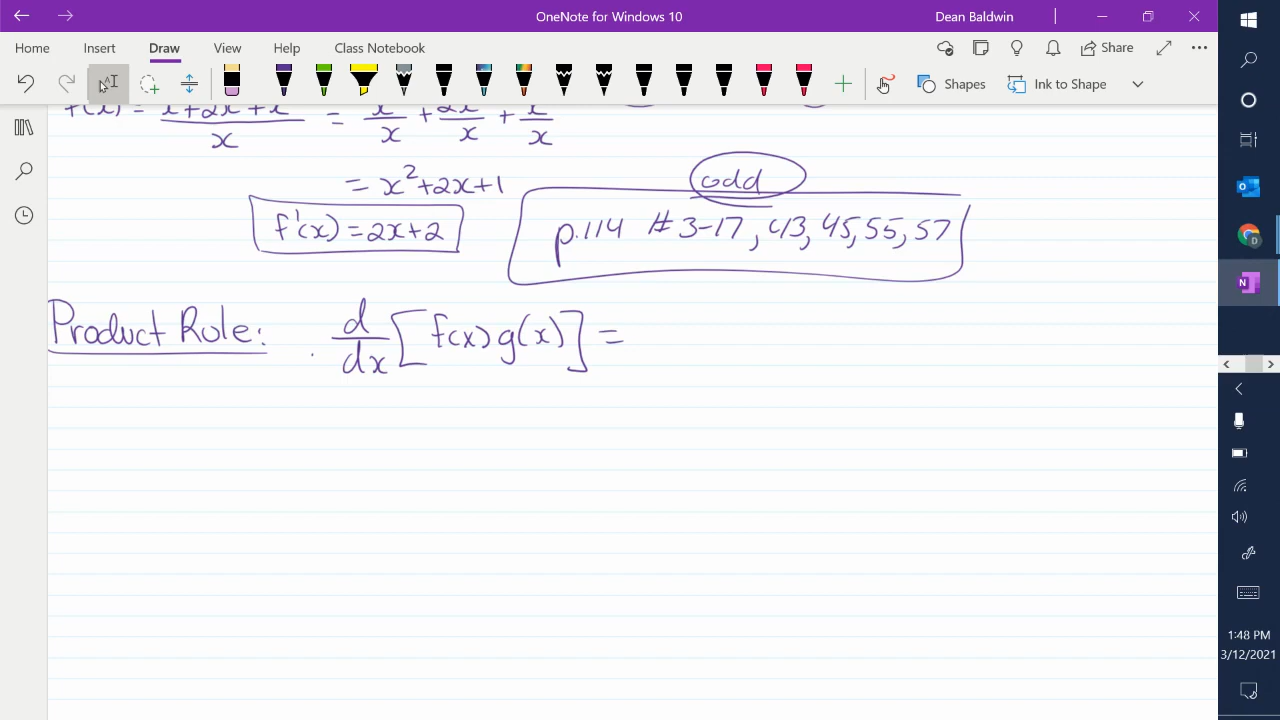 OneNote for Windows 10
Dean Baldwin
Home Insert Draw View Help Class Notebook
Share
Shapes
Ink to Shape
= x/x + 2x/x + x/x
= x²+2x+1
odd
f'(x) = 2x+2
p.114 # 3-17, 43, 45, 55, 57
Product Rule: d/dx [f(x) g(x)] =
1:48 PM
3/12/2021